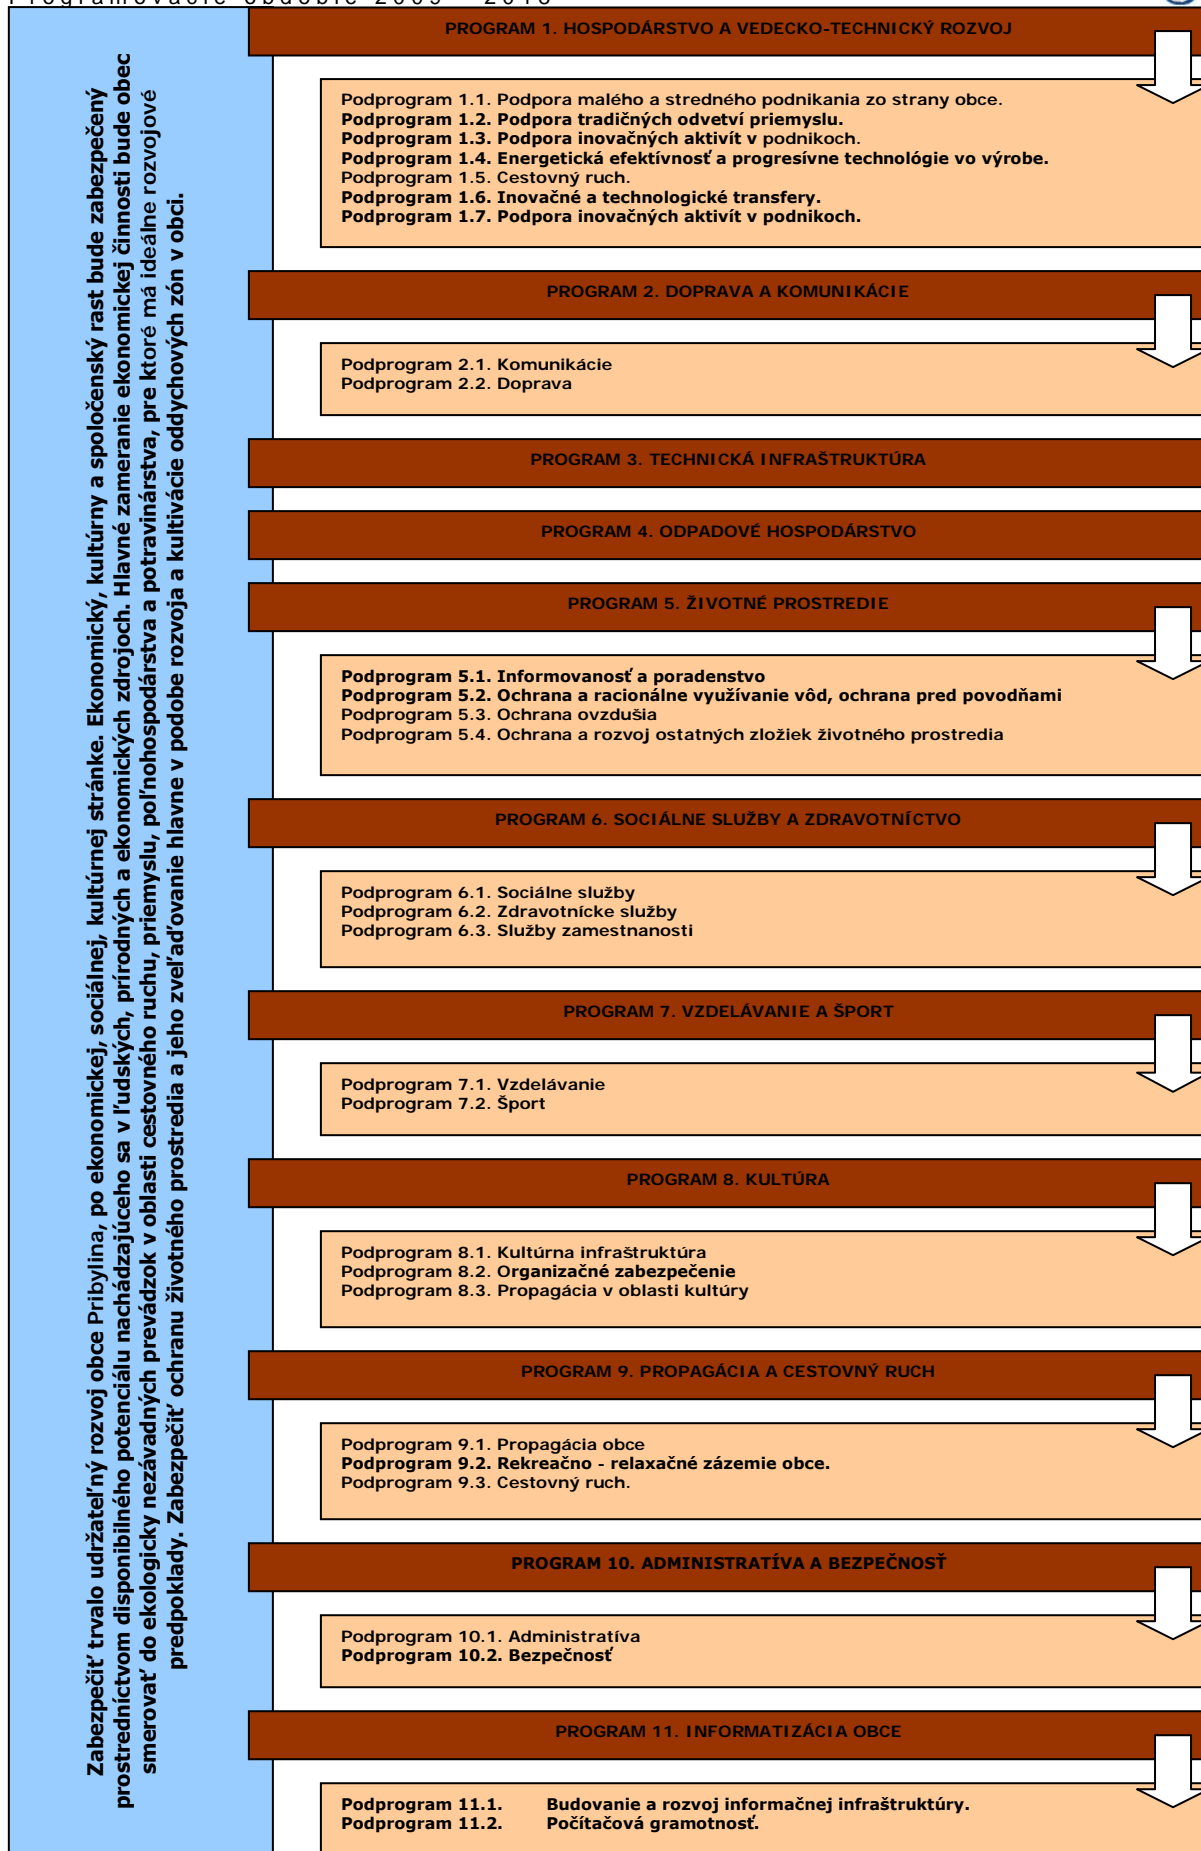 Programovacie obdobie 2009 - 2015
Zabezpečiť trvalo udržateľný rozvoj obce Pribylina, po ekonomickej, sociálnej, kultúrnej stránke. Ekonomický, kultúrny a spoločenský rast bude zabezpečený
prostredníctvom disponibilného potenciálu nachádzajúceho sa v ľudských, prírodných a ekonomických zdrojoch. Hlavné zameranie ekonomickej činnosti bude obec
smerovať do ekologicky nezávadných prevádzok v oblasti cestovného ruchu, priemyslu, poľnohospodárstva a potravinárstva, pre ktoré má ideálne rozvojové
predpoklady. Zabezpečiť ochranu životného prostredia a jeho zveľaďovanie hlavne v podobe rozvoja a kultivácie oddychových zón v obci.
PROGRAM 1. HOSPODÁRSTVO A VEDECKO-TECHNICKÝ ROZVOJ
Podprogram 1.1. Podpora malého a stredného podnikania zo strany obce.
Podprogram 1.2. Podpora tradičných odvetví priemyslu.
Podprogram 1.3. Podpora inovačných aktivít v podnikoch.
Podprogram 1.4. Energetická efektívnosť a progresívne technológie vo výrobe.
Podprogram 1.5. Cestovný ruch.
Podprogram 1.6. Inovačné a technologické transfery.
Podprogram 1.7. Podpora inovačných aktivít v podnikoch.
PROGRAM 2. DOPRAVA A KOMUNIKÁCIE
Podprogram 2.1. Komunikácie
Podprogram 2.2. Doprava
PROGRAM 3. TECHNICKÁ INFRAŠTRUKTÚRA
PROGRAM 4. ODPADOVÉ HOSPODÁRSTVO
PROGRAM 5. ŽIVOTNÉ PROSTREDIE
Podprogram 5.1. Informovanosť a poradenstvo
Podprogram 5.2. Ochrana a racionálne využívanie vôd, ochrana pred povodňami
Podprogram 5.3. Ochrana ovzdušia
Podprogram 5.4. Ochrana a rozvoj ostatných zložiek životného prostredia
PROGRAM 6. SOCIÁLNE SLUŽBY A ZDRAVOTNÍCTVO
Podprogram 6.1. Sociálne služby
Podprogram 6.2. Zdravotnícke služby
Podprogram 6.3. Služby zamestnanosti
PROGRAM 7. VZDELÁVANIE A ŠPORT
Podprogram 7.1. Vzdelávanie
Podprogram 7.2. Šport
PROGRAM 8. KULTÚRA
Podprogram 8.1. Kultúrna infraštruktúra
Podprogram 8.2. Organizačné zabezpečenie
Podprogram 8.3. Propagácia v oblasti kultúry
PROGRAM 9. PROPAGÁCIA A CESTOVNÝ RUCH
Podprogram 9.1. Propagácia obce
Podprogram 9.2. Rekreačno - relaxačné zázemie obce.
Podprogram 9.3. Cestovný ruch.
PROGRAM 10. ADMINISTRATÍVA A BEZPEČNOSŤ
Podprogram 10.1. Administratíva
Podprogram 10.2. Bezpečnosť
PROGRAM 11. INFORMATIZÁCIA OBCE
Podprogram 11.1. Budovanie a rozvoj informačnej infraštruktúry.
Podprogram 11.2. Počítačová gramotnosť.